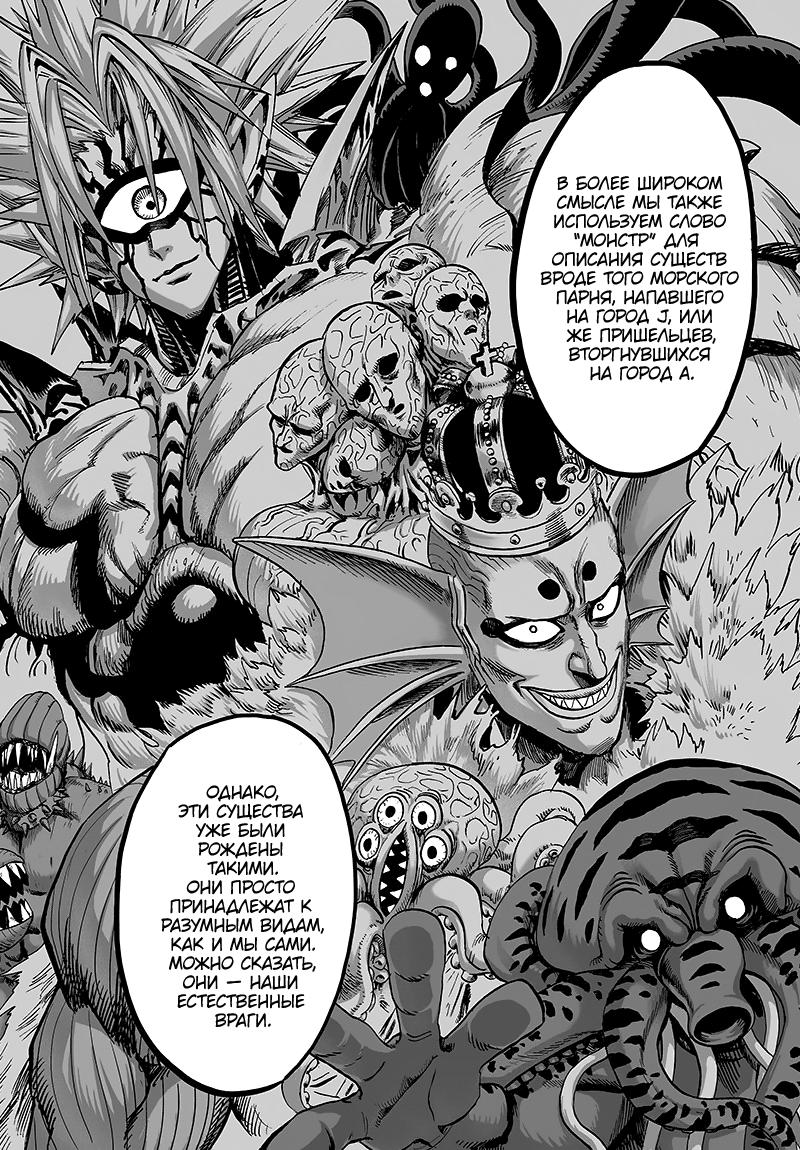 В БОЛЕЕ ШИРОКОМ
СМЫСЛЕ МЫ ТАКЖЕ
ИСПОЛЬЗУЕМ СЛОВО
"МОНСТР" ДЛЯ
ОПИСАНИЯ СУЩЕСТВ
ВРОДЕ ТОГО МОРСКОГО
ПАРНЯ, НАПАВШЕГО
НА ГОРОД J, ИЛИ
ЖЕ ПРИШЕЛЬЦЕВ,
ВТОРГНУВШИХСЯ
НА ГОРОД А.
ОДНАКО,
ЭТИ СУЩЕСТВА
УЖЕ БЫЛИ
РОЖДЕНЫ
ТАКИМИ.
ОНИ ПРОСТО
ПРИНАДЛЕЖАТ К
РАЗУМНЫМ ВИДАМ,
КАК И МЫ САМИ.
МОЖНО СКАЗАТЬ,
ОНИ — НАШИ
ЕСТЕСТВЕННЫЕ
ВРАГИ.